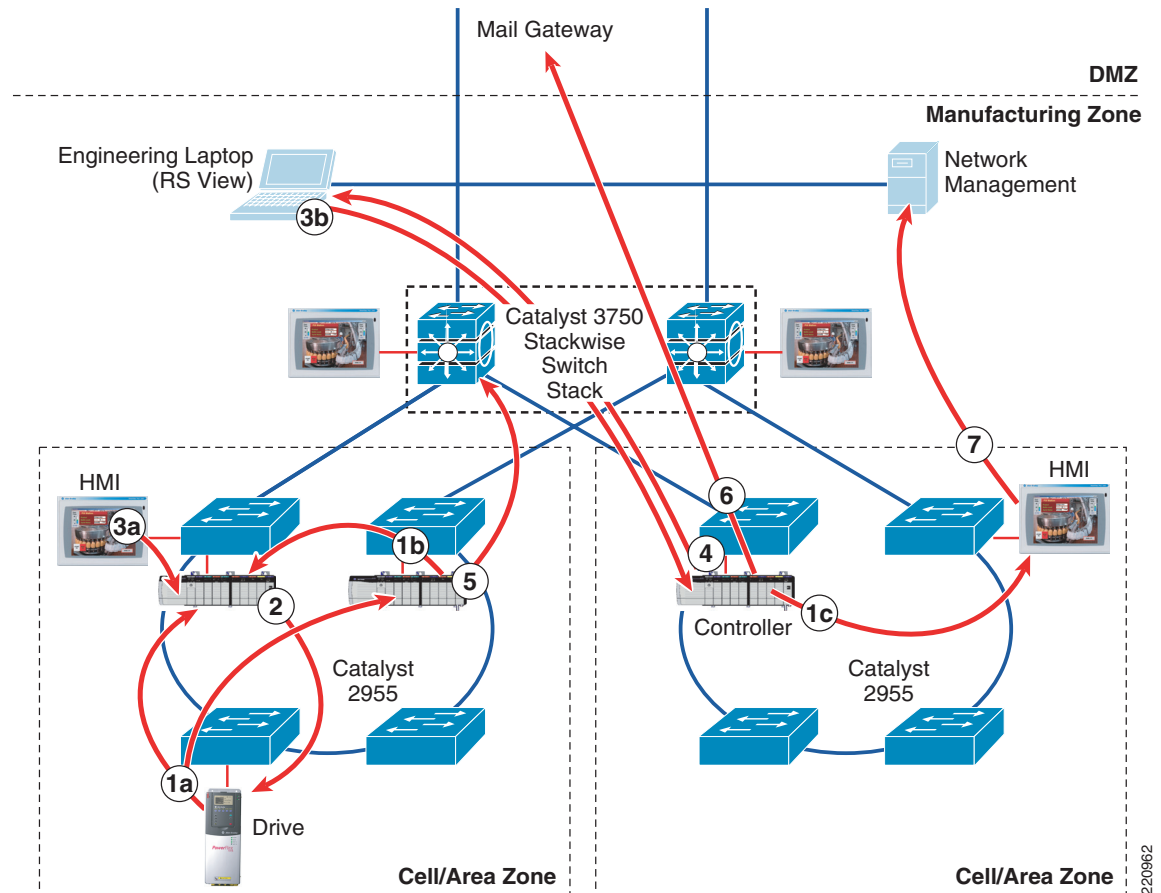 Mail Gateway
DMZ
Manufacturing Zone
Engineering Laptop
(RS View)
Network
Management
3b
Catalyst 3750
Stackwise
Switch
Stack
7
HMI
HMI
6
3a
1b
4
5
2
1c
Controller
Catalyst
2955
Catalyst
2955
1a
Drive
Cell/Area Zone
Cell/Area Zone
220962